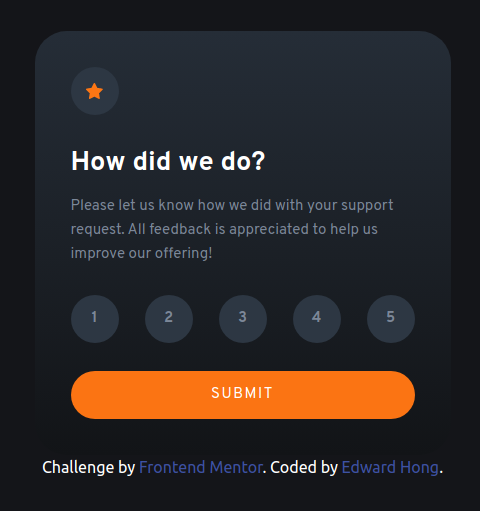 How did we do?
Please let us know how we did with your support
request. All feedback is appreciated to help us
improve our offering!
1 2 3 4 5
SUBMIT
Challenge by Frontend Mentor. Coded by Edward Hong.